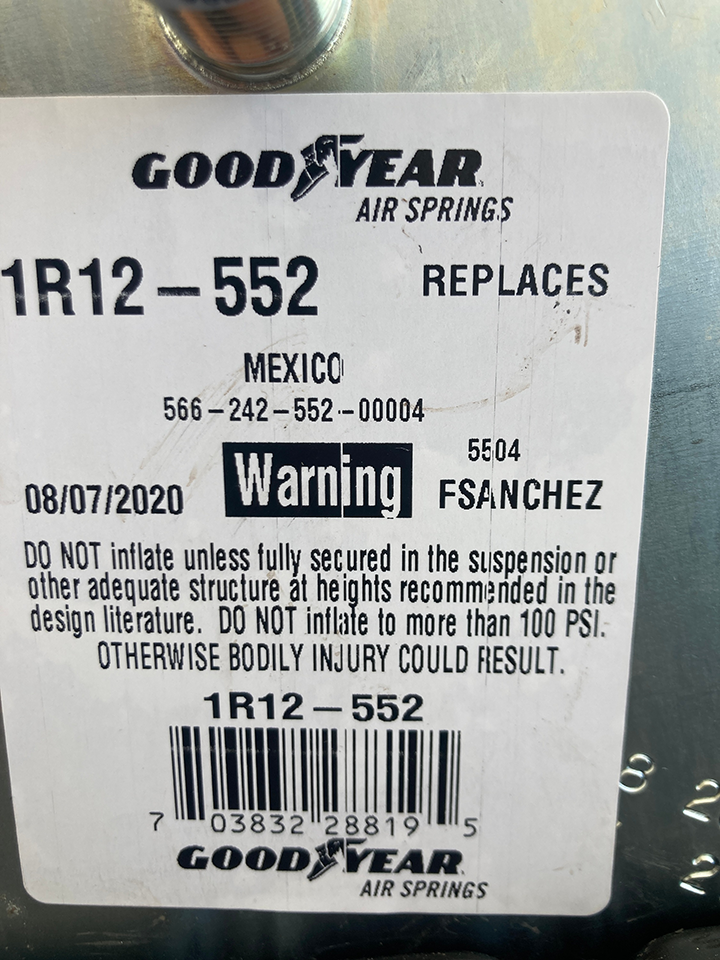 GOODYEAR
AIR SPRINGS
1R12-552 REPLACES
MEXICO
566-242-552-00004
5504
08/07/2020 Warning FSANCHEZ
DO NOT inflate unless fully secured in the suspension or
other adequate structure at heights recommended in the
design literature. DO NOT inflate to more than 100 PSI.
OTHERWISE BODILY INJURY COULD RESULT.
1R12-552
7 03832 28819 5
GOODYEAR
AIR SPRINGS